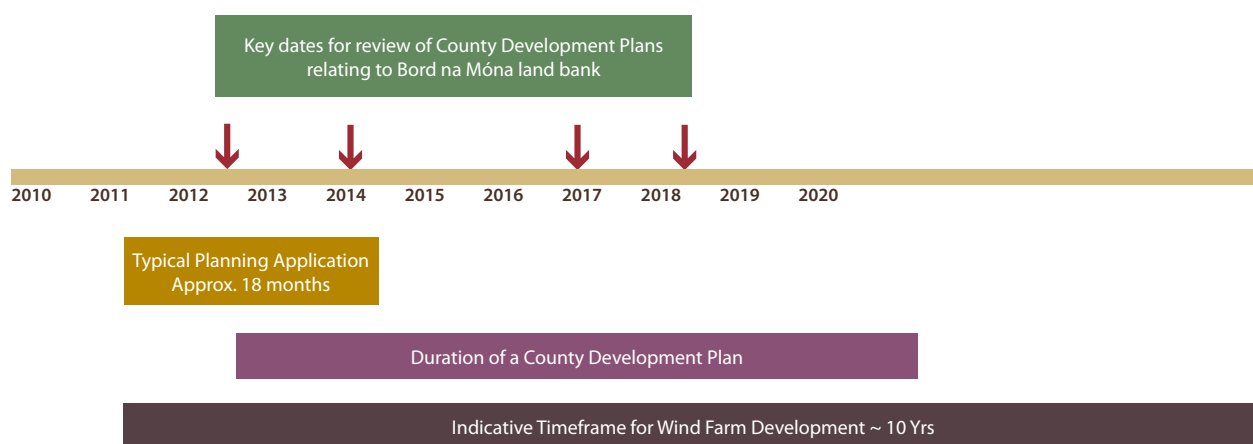 Key dates for review of County Development Plans
relating to Bord na Móna land bank
2010 2011 2012 2013 2014 2015 2016 2017 2018 2019 2020
Typical Planning Application
Approx. 18 months
Duration of a County Development Plan
Indicative Timeframe for Wind Farm Development ~ 10 Yrs